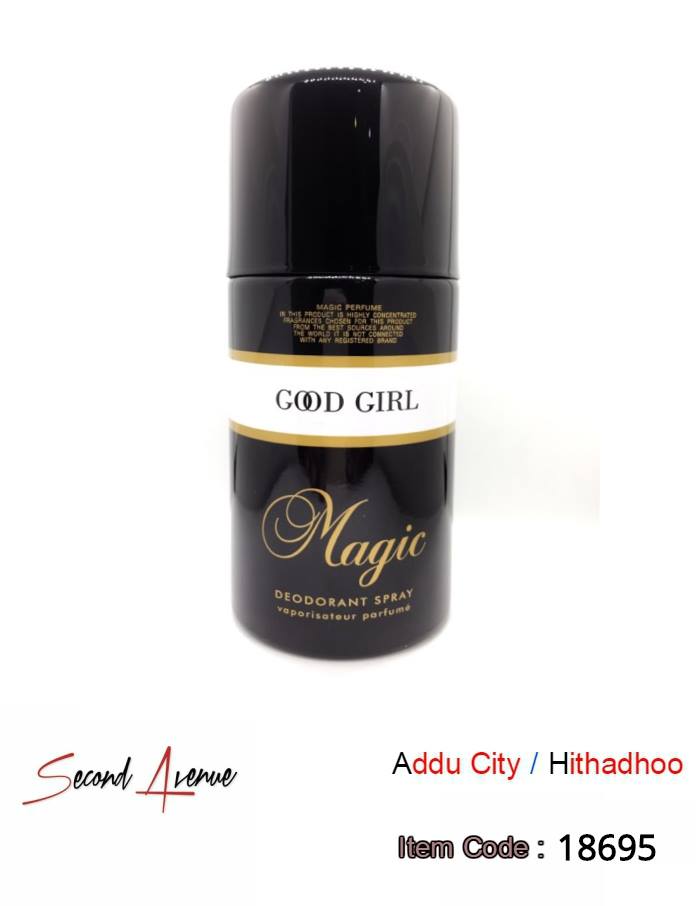 MAGIC PERFUME
IN THIS PRODUCT IS HIGHLY CONCENTRATED
FRAGRANCES CHOSEN FOR THIS PRODUCT
FROM THE BEST SOURCES AROUND
THE WORLD IT IS NOT CONNECTED
WITH ANY REGISTERED BRAND
GOOD GIRL
Magic
DEODORANT SPRAY
vaporisateur parfumé
Second Avenue
Addu City / Hithadhoo
Item Code : 18695